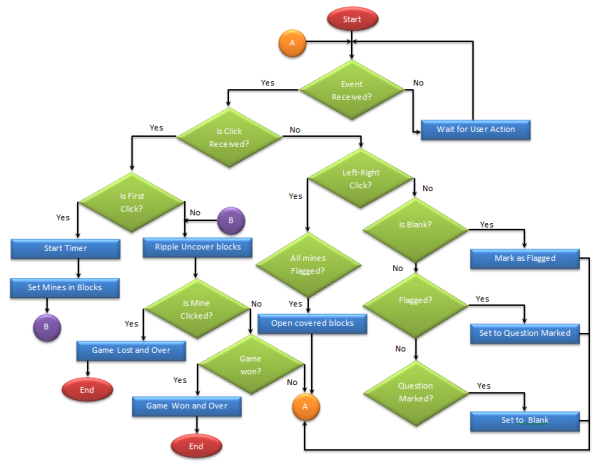 Start
A
Event
Received?
Yes
No
Wait for User Action
Is Click
Received?
Yes
No
Left-Right
Click?
Is First
Click?
Yes
No
Yes
No
B
Is Blank?
Yes
Start Timer
Ripple Uncover blocks
All mines
Flagged?
Mark as Flagged
No
Set Mines in Blocks
Is Mine
Clicked?
No
Yes
Flagged?
Yes
B
Yes
Open covered blocks
Set to Question Marked
Game Lost and Over
Game
won?
No
End
Yes
No
Question
Marked?
Yes
Game Won and Over
A
Set to Blank
End